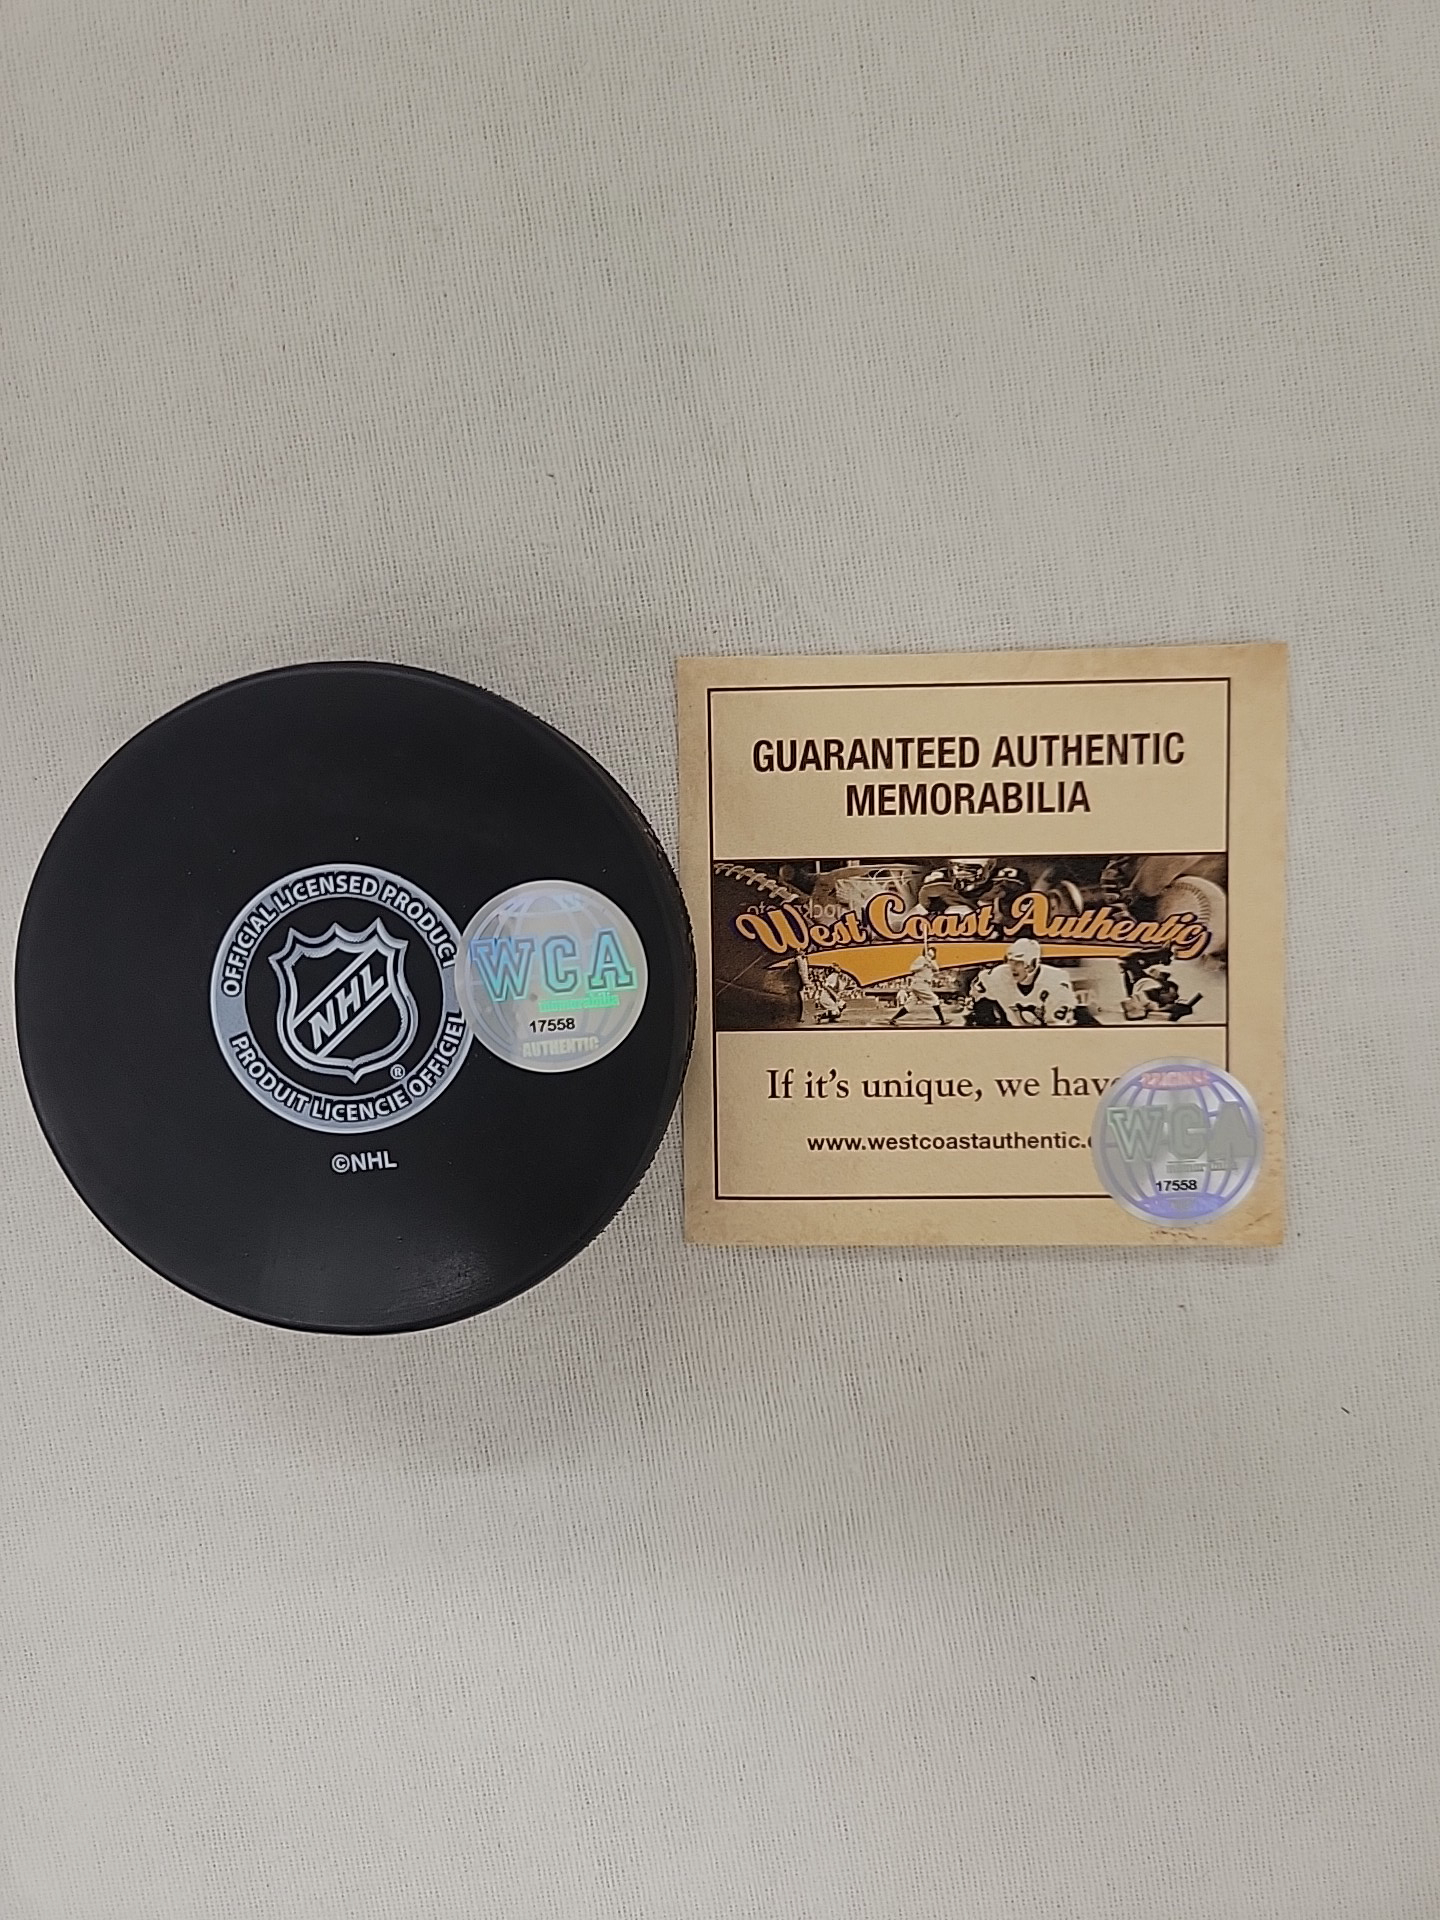 OFFICIAL LICENSED PRODUCT
NHL
®
PRODUIT LICENCIE OFFICIEL
©NHL
WCA
memorabilia
17558
AUTHENTIC
GUARANTEED AUTHENTIC
MEMORABILIA
West Coast Authentic
If it's unique, we have
www.westcoastauthentic.
WCA
17558